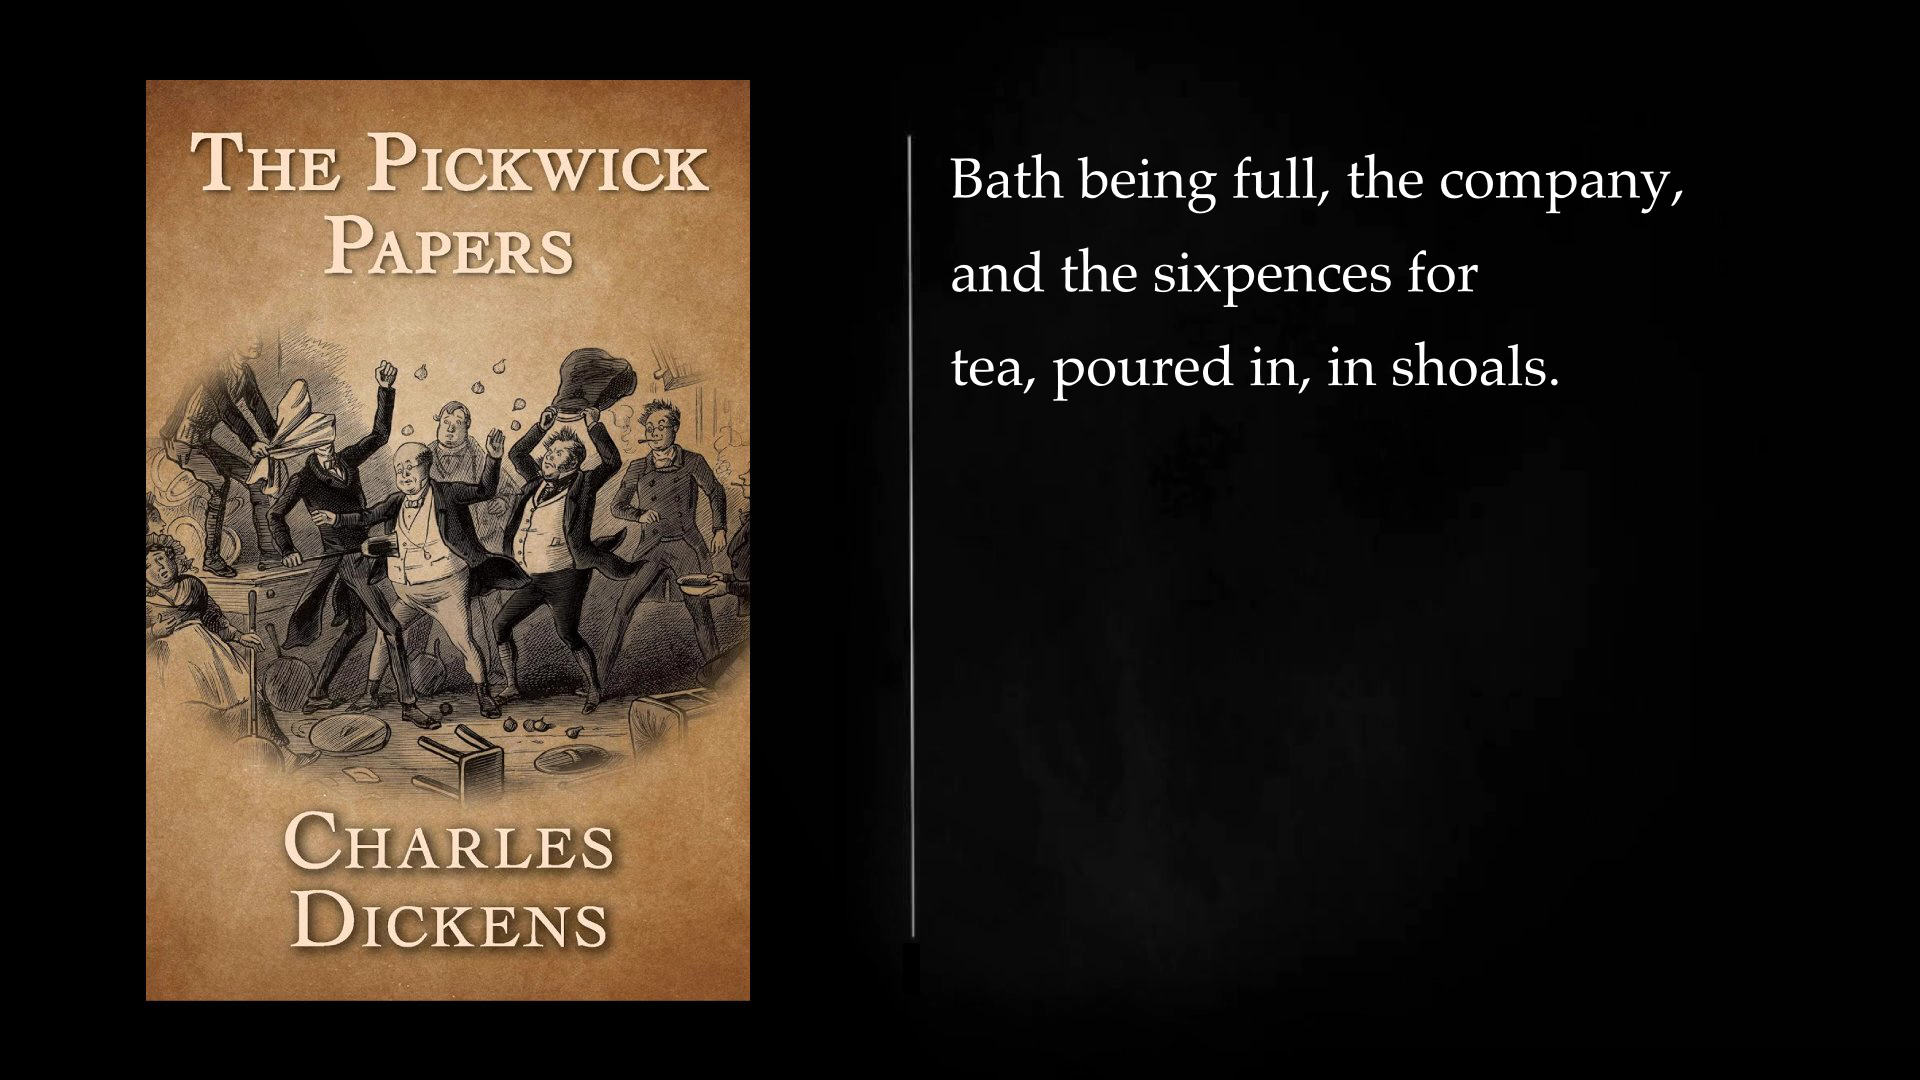 The Pickwick
Papers
Charles
Dickens
Bath being full, the company,
and the sixpences for
tea, poured in, in shoals.